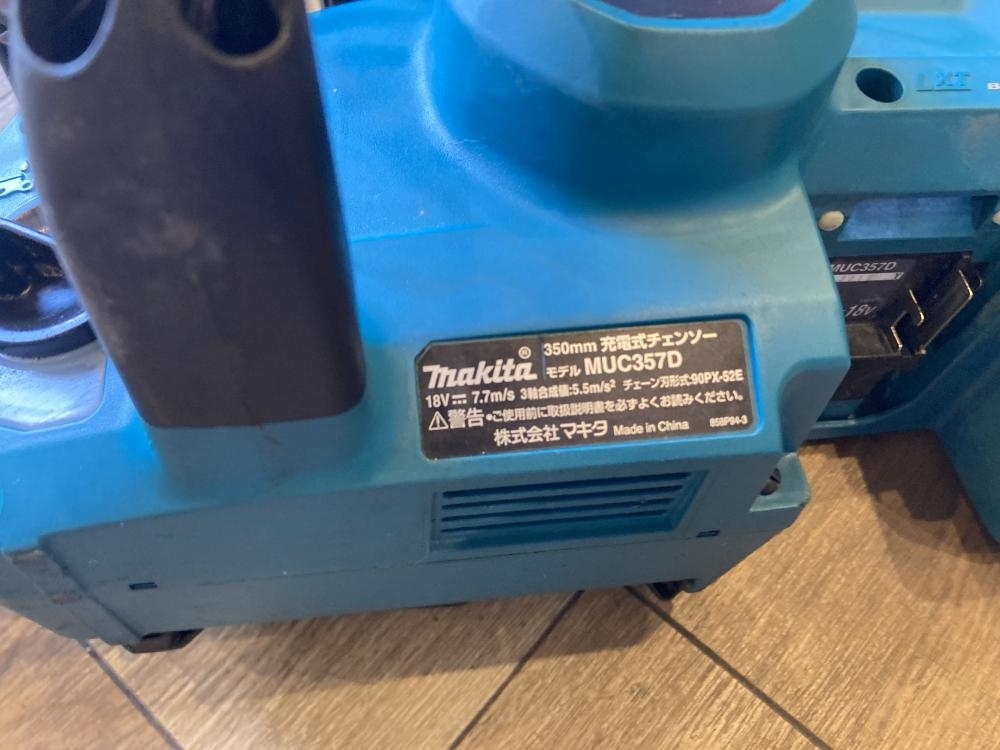 XT
makita® 350mm 充電式チェンソー
モデル MUC357D
18V⎓ 7.7m/s 3軸合成値:5.5m/s² チェーン刃形式:90PX-52E
⚠警告 •ご使用前に取扱説明書を必ずよくお読みください。
株式会社マキタ Made in China 858P94-3
MUC357D
18V